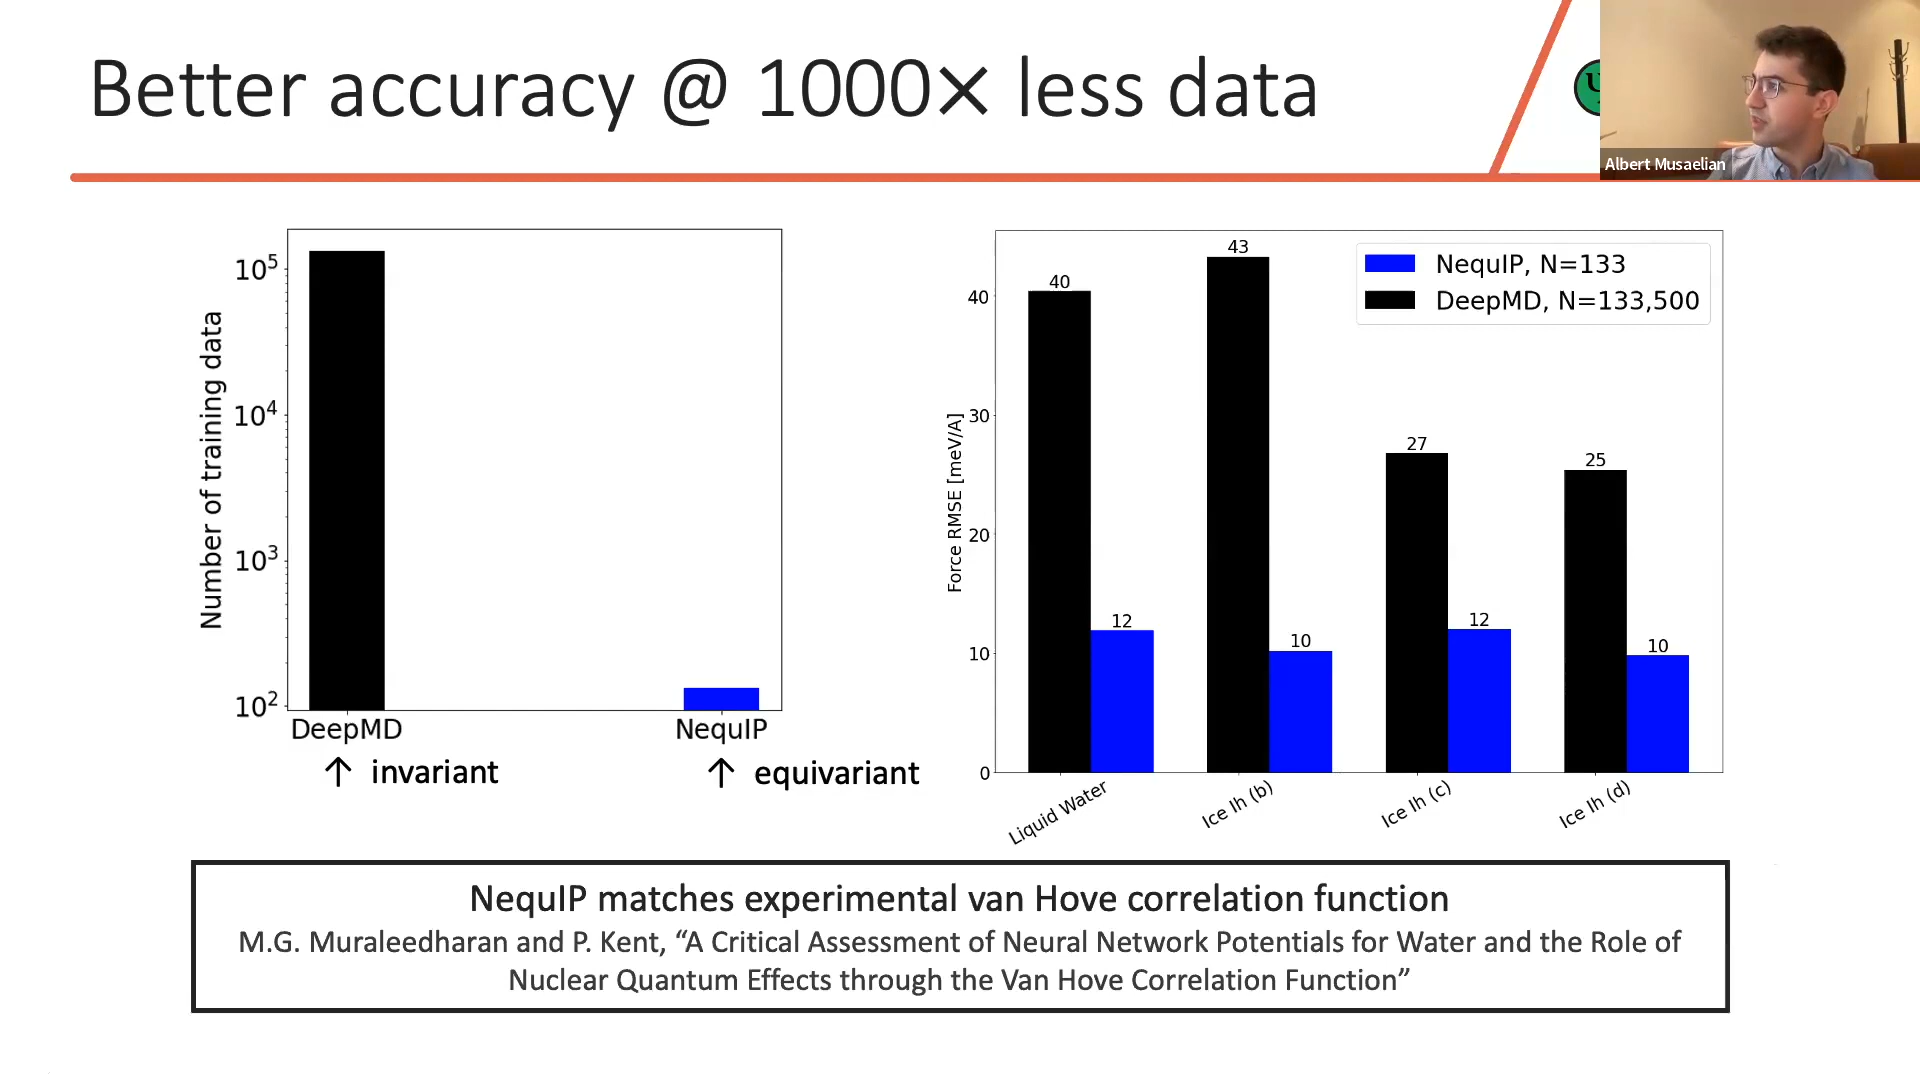 Better accuracy @ 1000× less data
Albert Musaelian
Number of training data
10⁵
10⁴
10³
10²
DeepMD
NequIP
↑ invariant
↑ equivariant
Force RMSE [meV/A]
40
30
20
10
0
NequIP, N=133
DeepMD, N=133,500
40
12
43
10
27
12
25
10
Liquid Water
Ice Ih (b)
Ice Ih (c)
Ice Ih (d)
NequIP matches experimental van Hove correlation function
M.G. Muraleedharan and P. Kent, “A Critical Assessment of Neural Network Potentials for Water and the Role of
Nuclear Quantum Effects through the Van Hove Correlation Function”